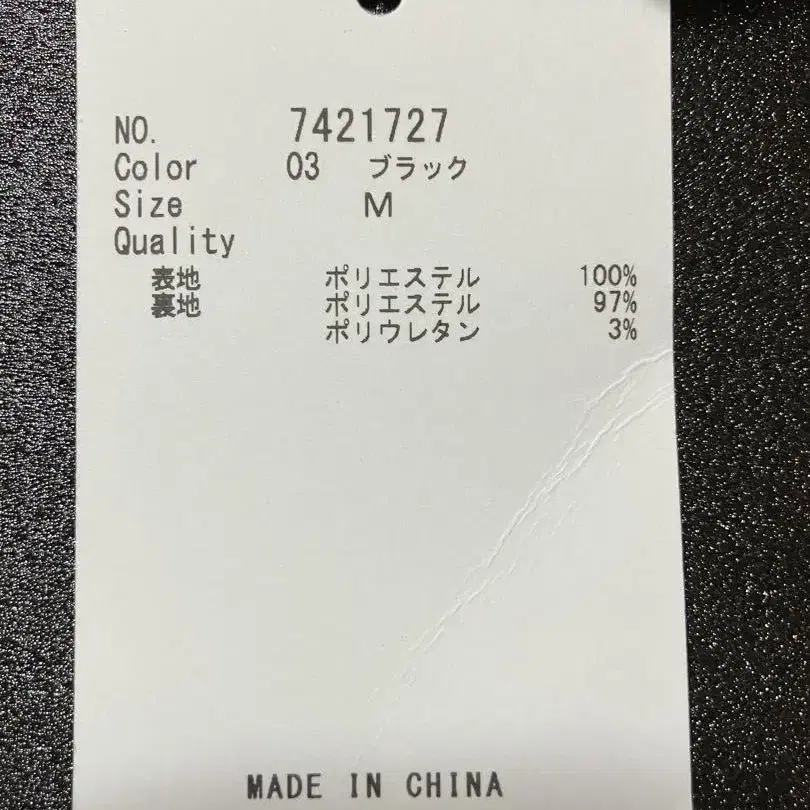 NO. 7421727
Color 03 ブラック
Size M
Quality
表地 ポリエステル 100%
裏地 ポリエステル 97%
ポリウレタン 3%
MADE IN CHINA